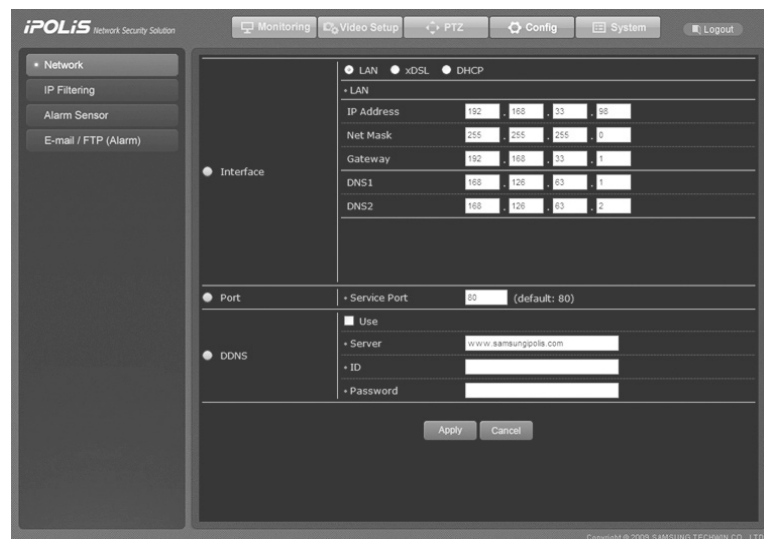 iPOLiS Network Security Solution
Monitoring Video Setup PTZ Config System Logout
Network
IP Filtering
Alarm Sensor
E-mail / FTP (Alarm)
LAN xDSL DHCP
• LAN
IP Address 192 . 168 . 33 . 98
Net Mask 255 . 255 . 255 . 0
Gateway 192 . 168 . 33 . 1
Interface
DNS1 168 . 126 . 63 . 1
DNS2 168 . 126 . 63 . 2
Port • Service Port 80 (default: 80)
Use
• Server www.samsungipolis.com
DDNS
• ID
• Password
Apply Cancel
Copyright © 2009 SAMSUNG TECHWIN CO., LTD